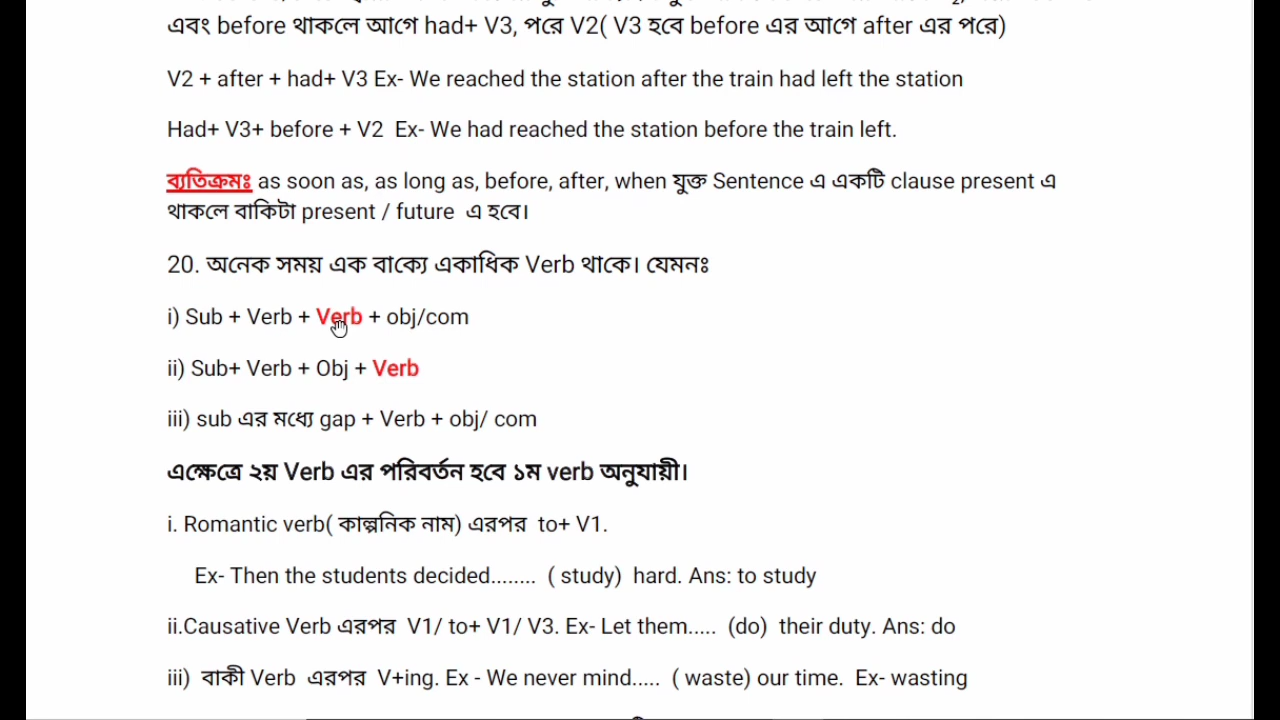 এবং before থাকলে আগে had+ V3, পরে V2( V3 হবে before এর আগে after এর পরে)
V2 + after + had+ V3 Ex- We reached the station after the train had left the station
Had+ V3+ before + V2 Ex- We had reached the station before the train left.
ব্যতিক্রমঃ as soon as, as long as, before, after, when যুক্ত Sentence এ একটি clause present এ
থাকলে বাকিটা present / future এ হবে।
20. অনেক সময় এক বাক্যে একাধিক Verb থাকে। যেমনঃ
i) Sub + Verb + Verb + obj/com
ii) Sub+ Verb + Obj + Verb
iii) sub এর মধ্যে gap + Verb + obj/ com
এক্ষেত্রে ২য় Verb এর পরিবর্তন হবে ১ম verb অনুযায়ী।
i. Romantic verb( কাল্পনিক নাম) এরপর to+ V1.
Ex- Then the students decided........ ( study) hard. Ans: to study
ii.Causative Verb এরপর V1/ to+ V1/ V3. Ex- Let them..... (do) their duty. Ans: do
iii) বাকী Verb এরপর V+ing. Ex - We never mind..... ( waste) our time. Ex- wasting